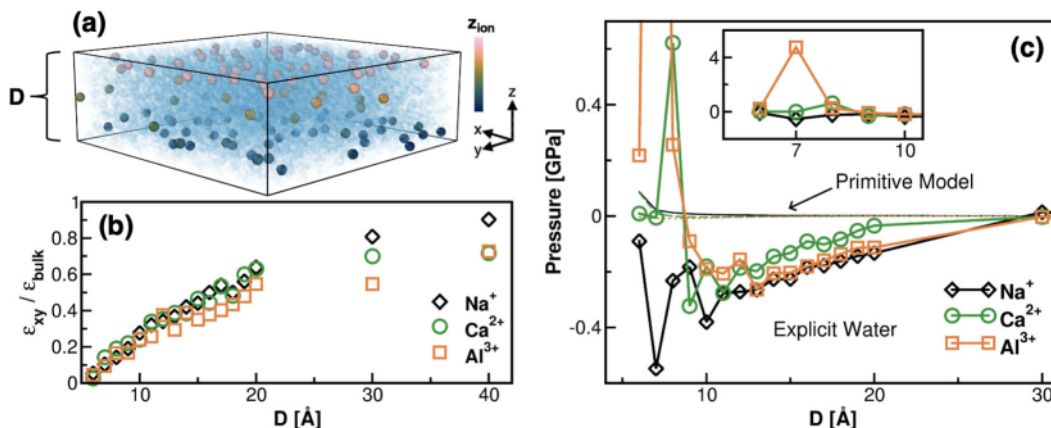 (a)
z_ion
D
z
x
y
(b)
ε_xy / ε_bulk
1
0.8
0.6
0.4
0.2
0
10
20
30
40
D [Å]
Na⁺
Ca²⁺
Al³⁺
(c)
Pressure [GPa]
0.4
0
-0.4
10
20
30
D [Å]
4
0
7
10
Primitive Model
Explicit Water
Na⁺
Ca²⁺
Al³⁺